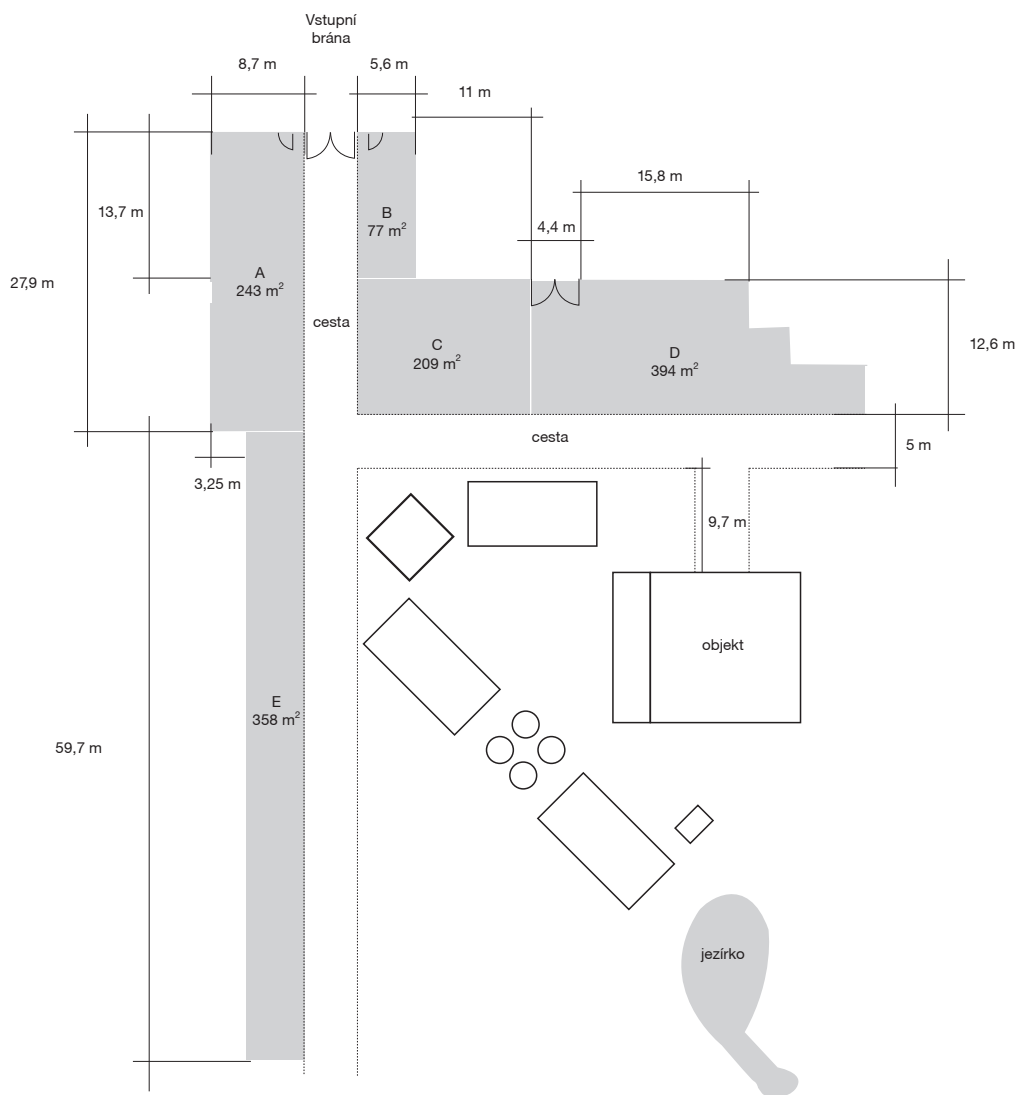 Vstupní
brána
8,7 m
5,6 m
11 m
15,8 m
4,4 m
13,7 m
B
77 m²
27,9 m
A
243 m²
cesta
C
209 m²
D
394 m²
12,6 m
cesta
5 m
3,25 m
9,7 m
objekt
E
358 m²
59,7 m
jezírko